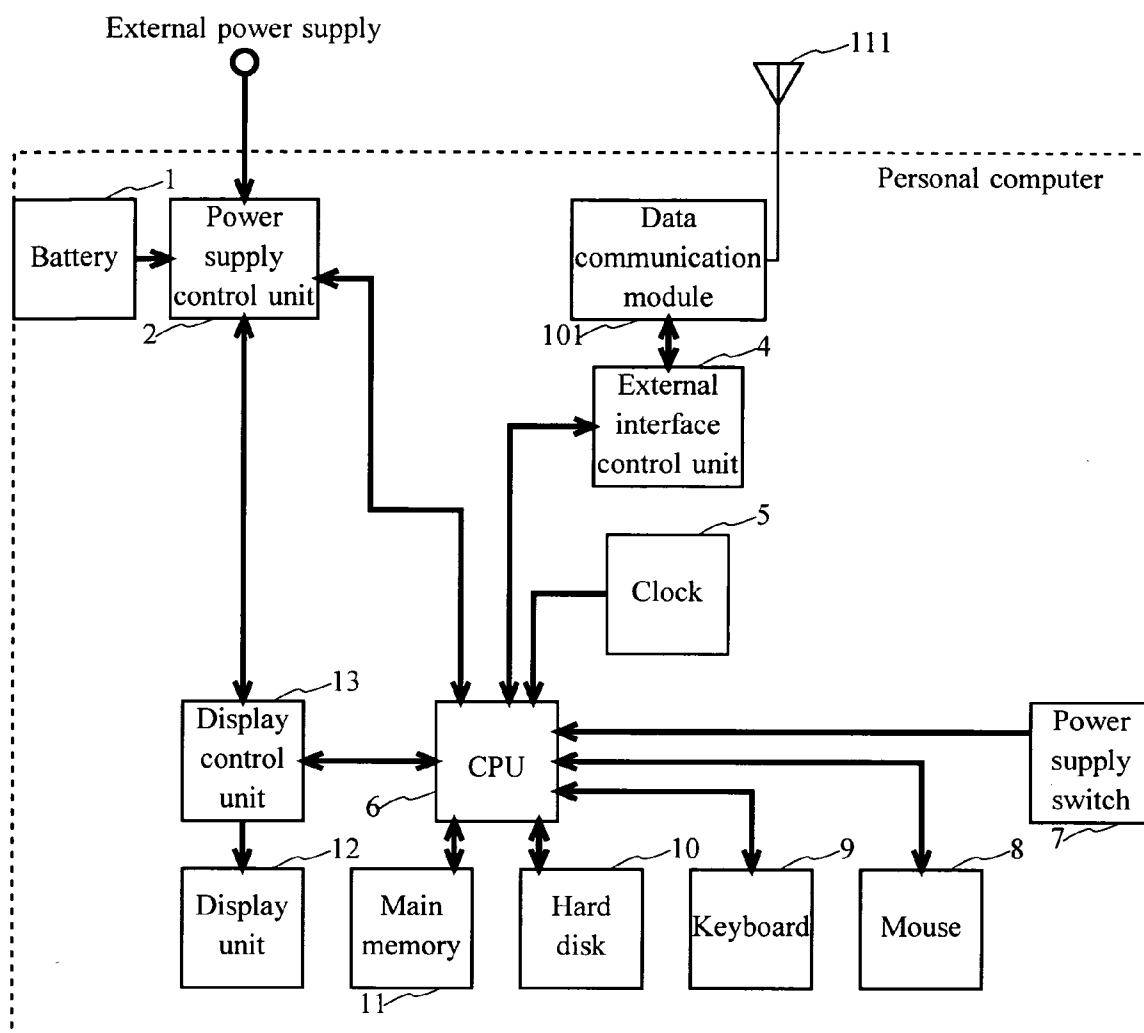 External power supply
111
Personal computer
1
Battery
Power
supply
control unit
2
Data
communication
module
101
4
External
interface
control unit
5
Clock
13
Display
control
unit
CPU
6
Power
supply
switch
7
12
Display
unit
Main
memory
11
10
Hard
disk
9
Keyboard
8
Mouse